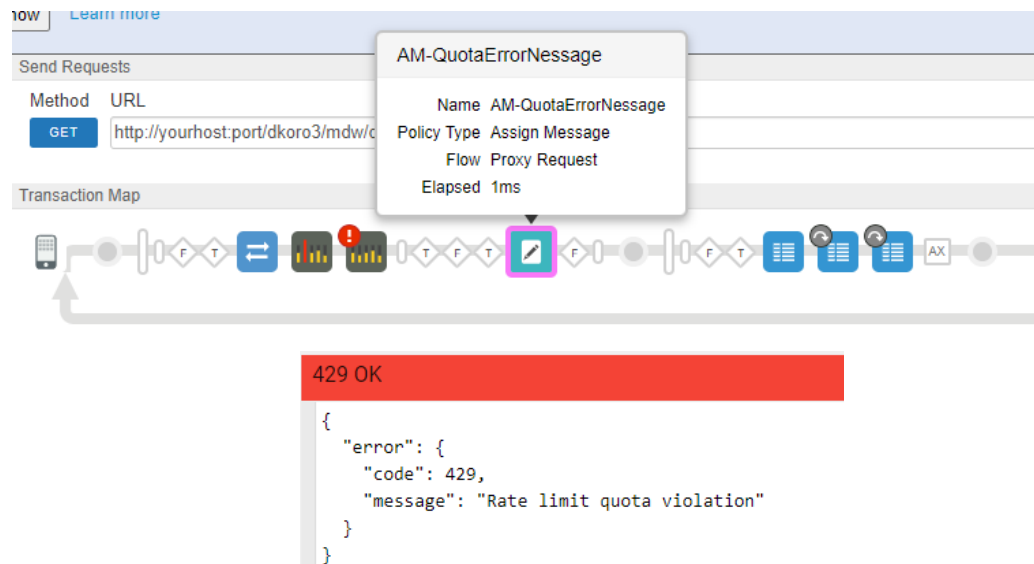 now Learn more
AM-QuotaErrorNessage
Send Requests
Method URL
Name AM-QuotaErrorNessage
GET http://yourhost:port/dkoro3/mdw/c
Policy Type Assign Message
Flow Proxy Request
Elapsed 1ms
Transaction Map
F T T F T F F T AX
429 OK
{
"error": {
"code": 429,
"message": "Rate limit quota violation"
}
}